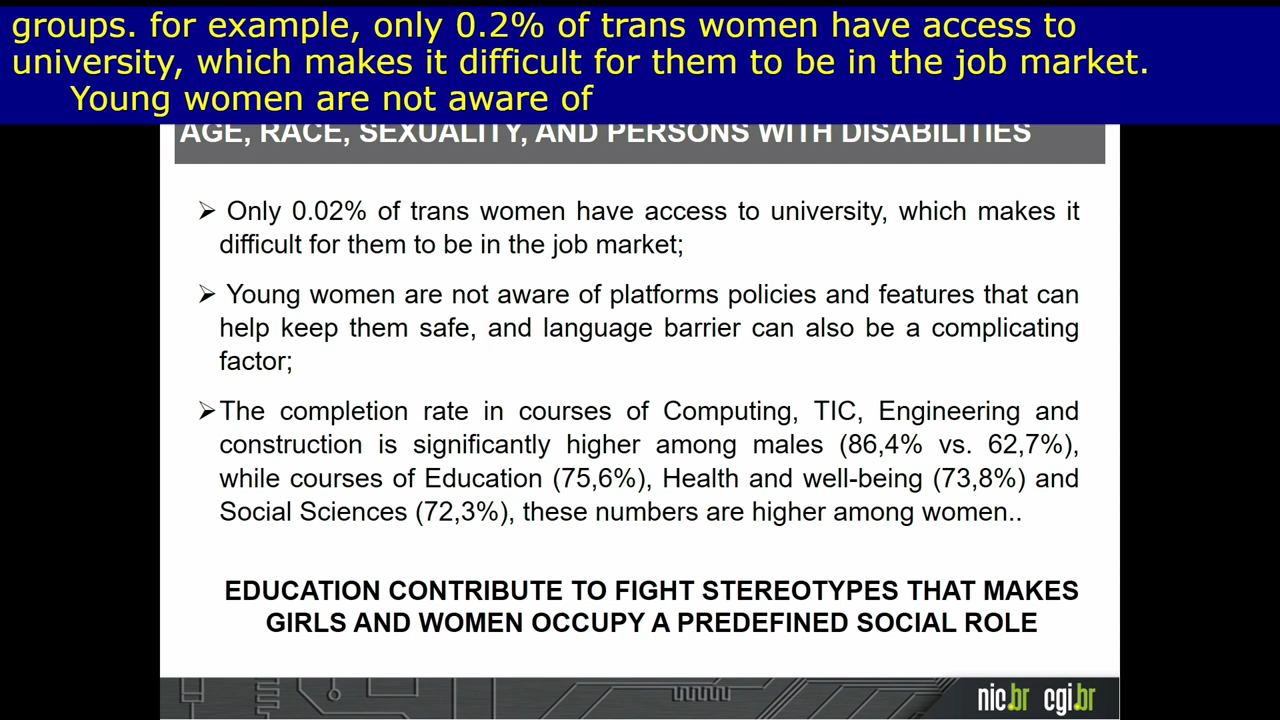 groups. for example, only 0.2% of trans women have access to
university, which makes it difficult for them to be in the job market.
Young women are not aware of
AGE, RACE, SEXUALITY, AND PERSONS WITH DISABILITIES
➢ Only 0.02% of trans women have access to university, which makes it
difficult for them to be in the job market;
➢ Young women are not aware of platforms policies and features that can
help keep them safe, and language barrier can also be a complicating
factor;
➢ The completion rate in courses of Computing, TIC, Engineering and
construction is significantly higher among males (86,4% vs. 62,7%),
while courses of Education (75,6%), Health and well-being (73,8%) and
Social Sciences (72,3%), these numbers are higher among women..
EDUCATION CONTRIBUTE TO FIGHT STEREOTYPES THAT MAKES
GIRLS AND WOMEN OCCUPY A PREDEFINED SOCIAL ROLE
nic.br cgi.br